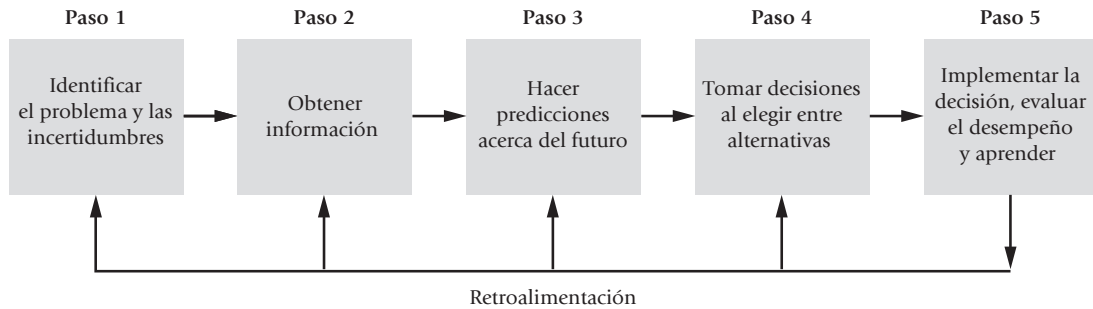 Paso 1
Paso 2
Paso 3
Paso 4
Paso 5
Identificar
el problema y las
incertidumbres
Obtener
información
Hacer
predicciones
acerca del futuro
Tomar decisiones
al elegir entre
alternativas
Implementar la
decisión, evaluar
el desempeño
y aprender
Retroalimentación